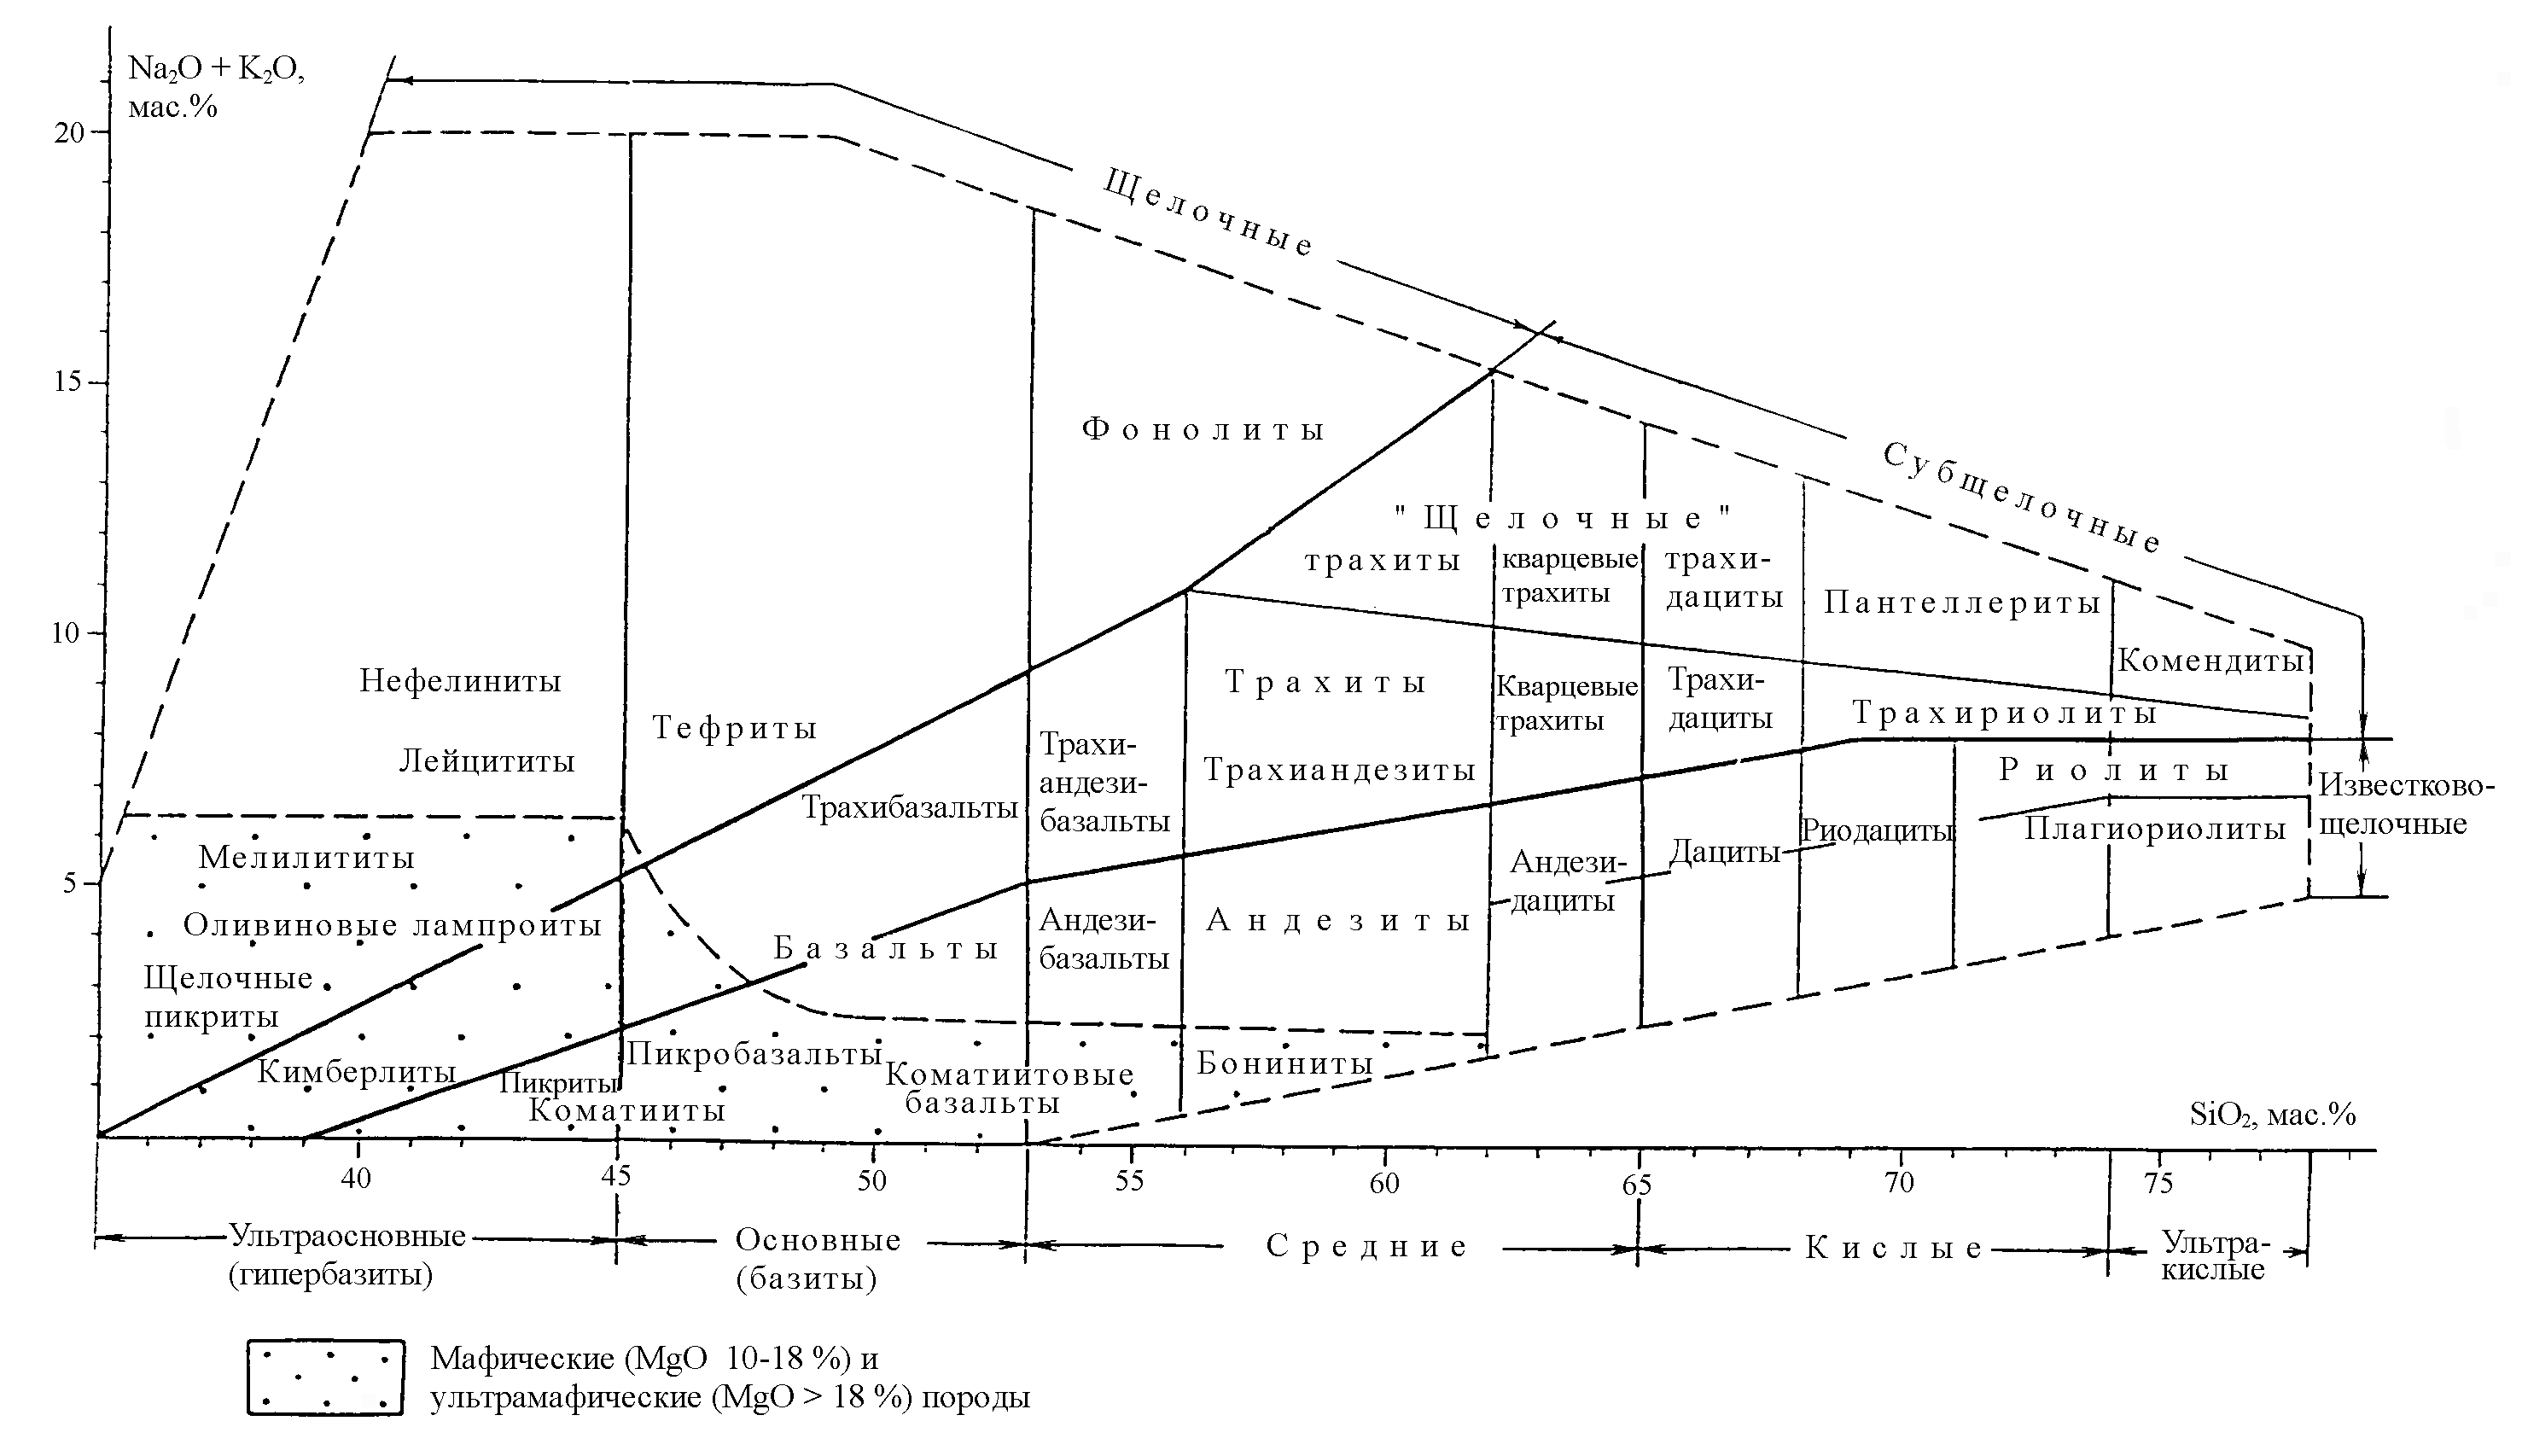 Na₂O + K₂O,
мас.%
20
15
10
5
Щелочные
Субщелочные
Известково-
щелочные
Фонолиты
"Щелочные"
трахиты
кварцевые
трахиты
трахи-
дациты
Пантеллериты
Комендиты
Нефелиниты
Лейцититы
Тефриты
Трахибазальты
Трахи-
андези-
базальты
Трахиты
Трахиандезиты
Кварцевые
трахиты
Трахи-
дациты
Трахириолиты
Риолиты
Плагиориолиты
Риодациты
Дациты
Андези-
дациты
Андезиты
Андези-
базальты
Базальты
Мелилититы
Оливиновые лампроиты
Щелочные
пикриты
Кимберлиты
Пикриты
Коматииты
Пикробазальты
Коматиитовые
базальты
Бониниты
SiO₂, мас.%
40
45
50
55
60
65
70
75
Ультраосновные
(гипербазиты)
Основные
(базиты)
Средние
Кислые
Ультра-
кислые
Мафические (MgO 10-18 %) и
ультрамафические (MgO > 18 %) породы